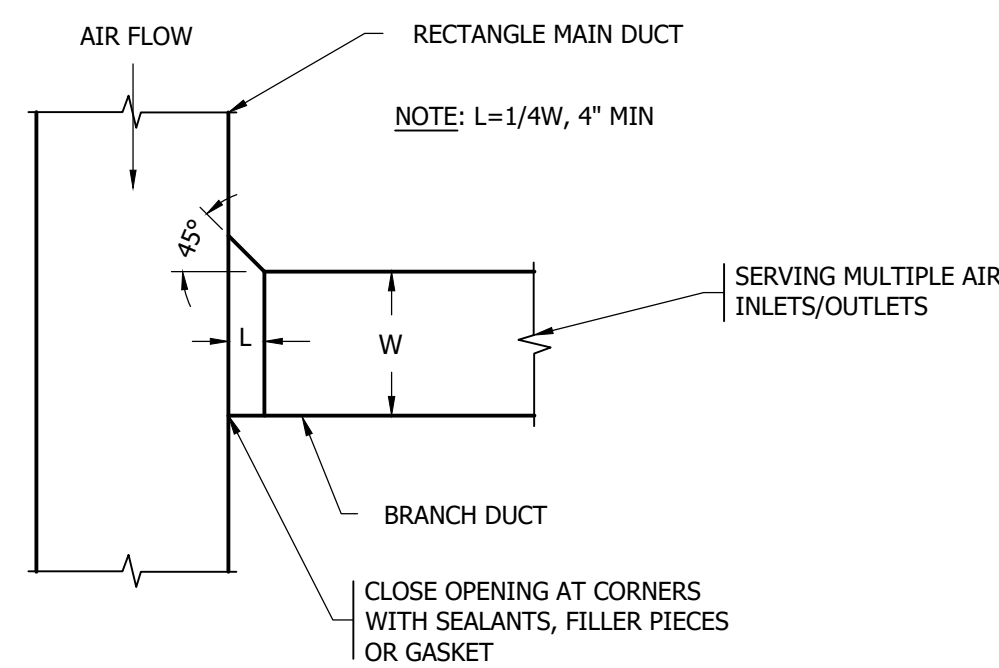 AIR FLOW
RECTANGLE MAIN DUCT
NOTE: L=1/4W, 4" MIN
45°
SERVING MULTIPLE AIR
INLETS/OUTLETS
L
W
BRANCH DUCT
CLOSE OPENING AT CORNERS
WITH SEALANTS, FILLER PIECES
OR GASKET